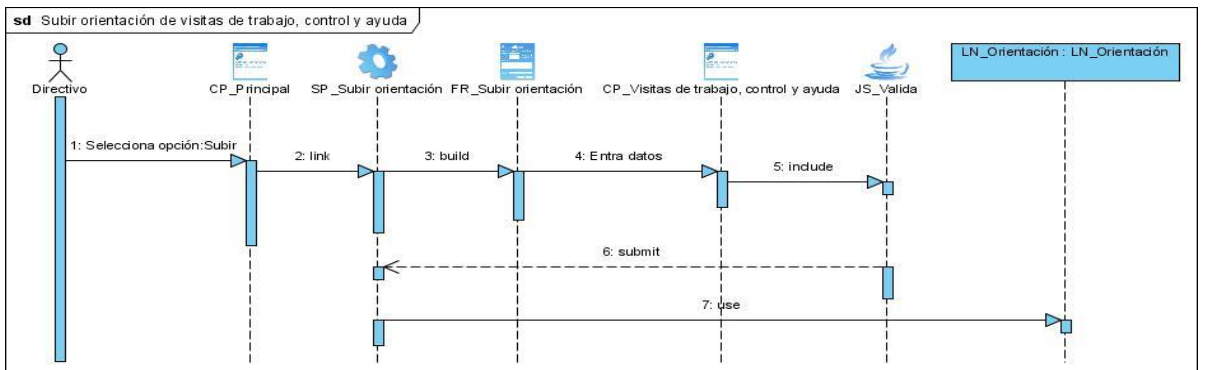 sd Subir orientación de visitas de trabajo, control y ayuda
LN_Orientación : LN_Orientación
Directivo
CP_Principal
SP_Subir orientación
FR_Subir orientación
CP_Visitas de trabajo, control y ayuda
JS_Valida
1: Selecciona opción:Subir
2: link
3: build
4: Entra datos
5: include
6: submit
7: use